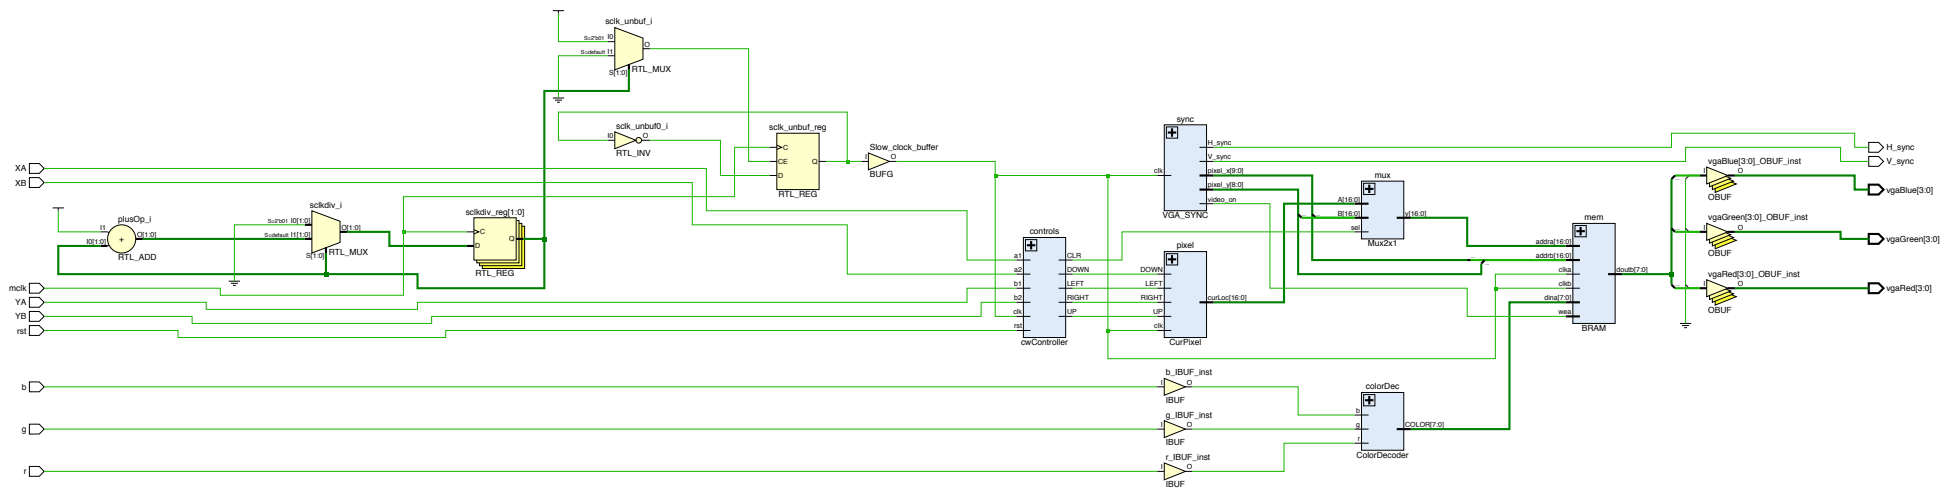 sclk_unbuf_i
S=2'b01 I0
S=default I1
O
S[1:0]
RTL_MUX
sclk_unbuf0_i
I0
O
RTL_INV
sclk_unbuf_reg
C
CE
D
Q
RTL_REG
Slow_clock_buffer
I
O
BUFG
XA
XB
plusOp_i
I1
I0[1:0]
+
O[1:0]
RTL_ADD
sclkdiv_i
S=2'b01 I0[1:0]
S=default I1[1:0]
O[1:0]
S[1:0]
RTL_MUX
sclkdiv_reg[1:0]
C
D
Q
RTL_REG
mclk
YA
YB
rst
b
g
r
controls
a1
a2
b1
b2
clk
rst
CLR
DOWN
LEFT
RIGHT
UP
cwController
sync
clk
H_sync
V_sync
pixel_x[9:0]
pixel_y[8:0]
video_on
VGA_SYNC
pixel
DOWN
LEFT
RIGHT
UP
clk
curLoc[16:0]
CurPixel
mux
A[16:0]
B[16:0]
sel
y[16:0]
Mux2x1
b_IBUF_inst
I
O
IBUF
g_IBUF_inst
I
O
IBUF
r_IBUF_inst
I
O
IBUF
colorDec
b
g
r
COLOR[7:0]
ColorDecoder
mem
addra[16:0]
addrb[16:0]
clka
clkb
dina[7:0]
wea
doutb[7:0]
BRAM
vgaBlue[3:0]_OBUF_inst
I
O
OBUF
vgaGreen[3:0]_OBUF_inst
I
O
OBUF
vgaRed[3:0]_OBUF_inst
I
O
OBUF
H_sync
V_sync
vgaBlue[3:0]
vgaGreen[3:0]
vgaRed[3:0]